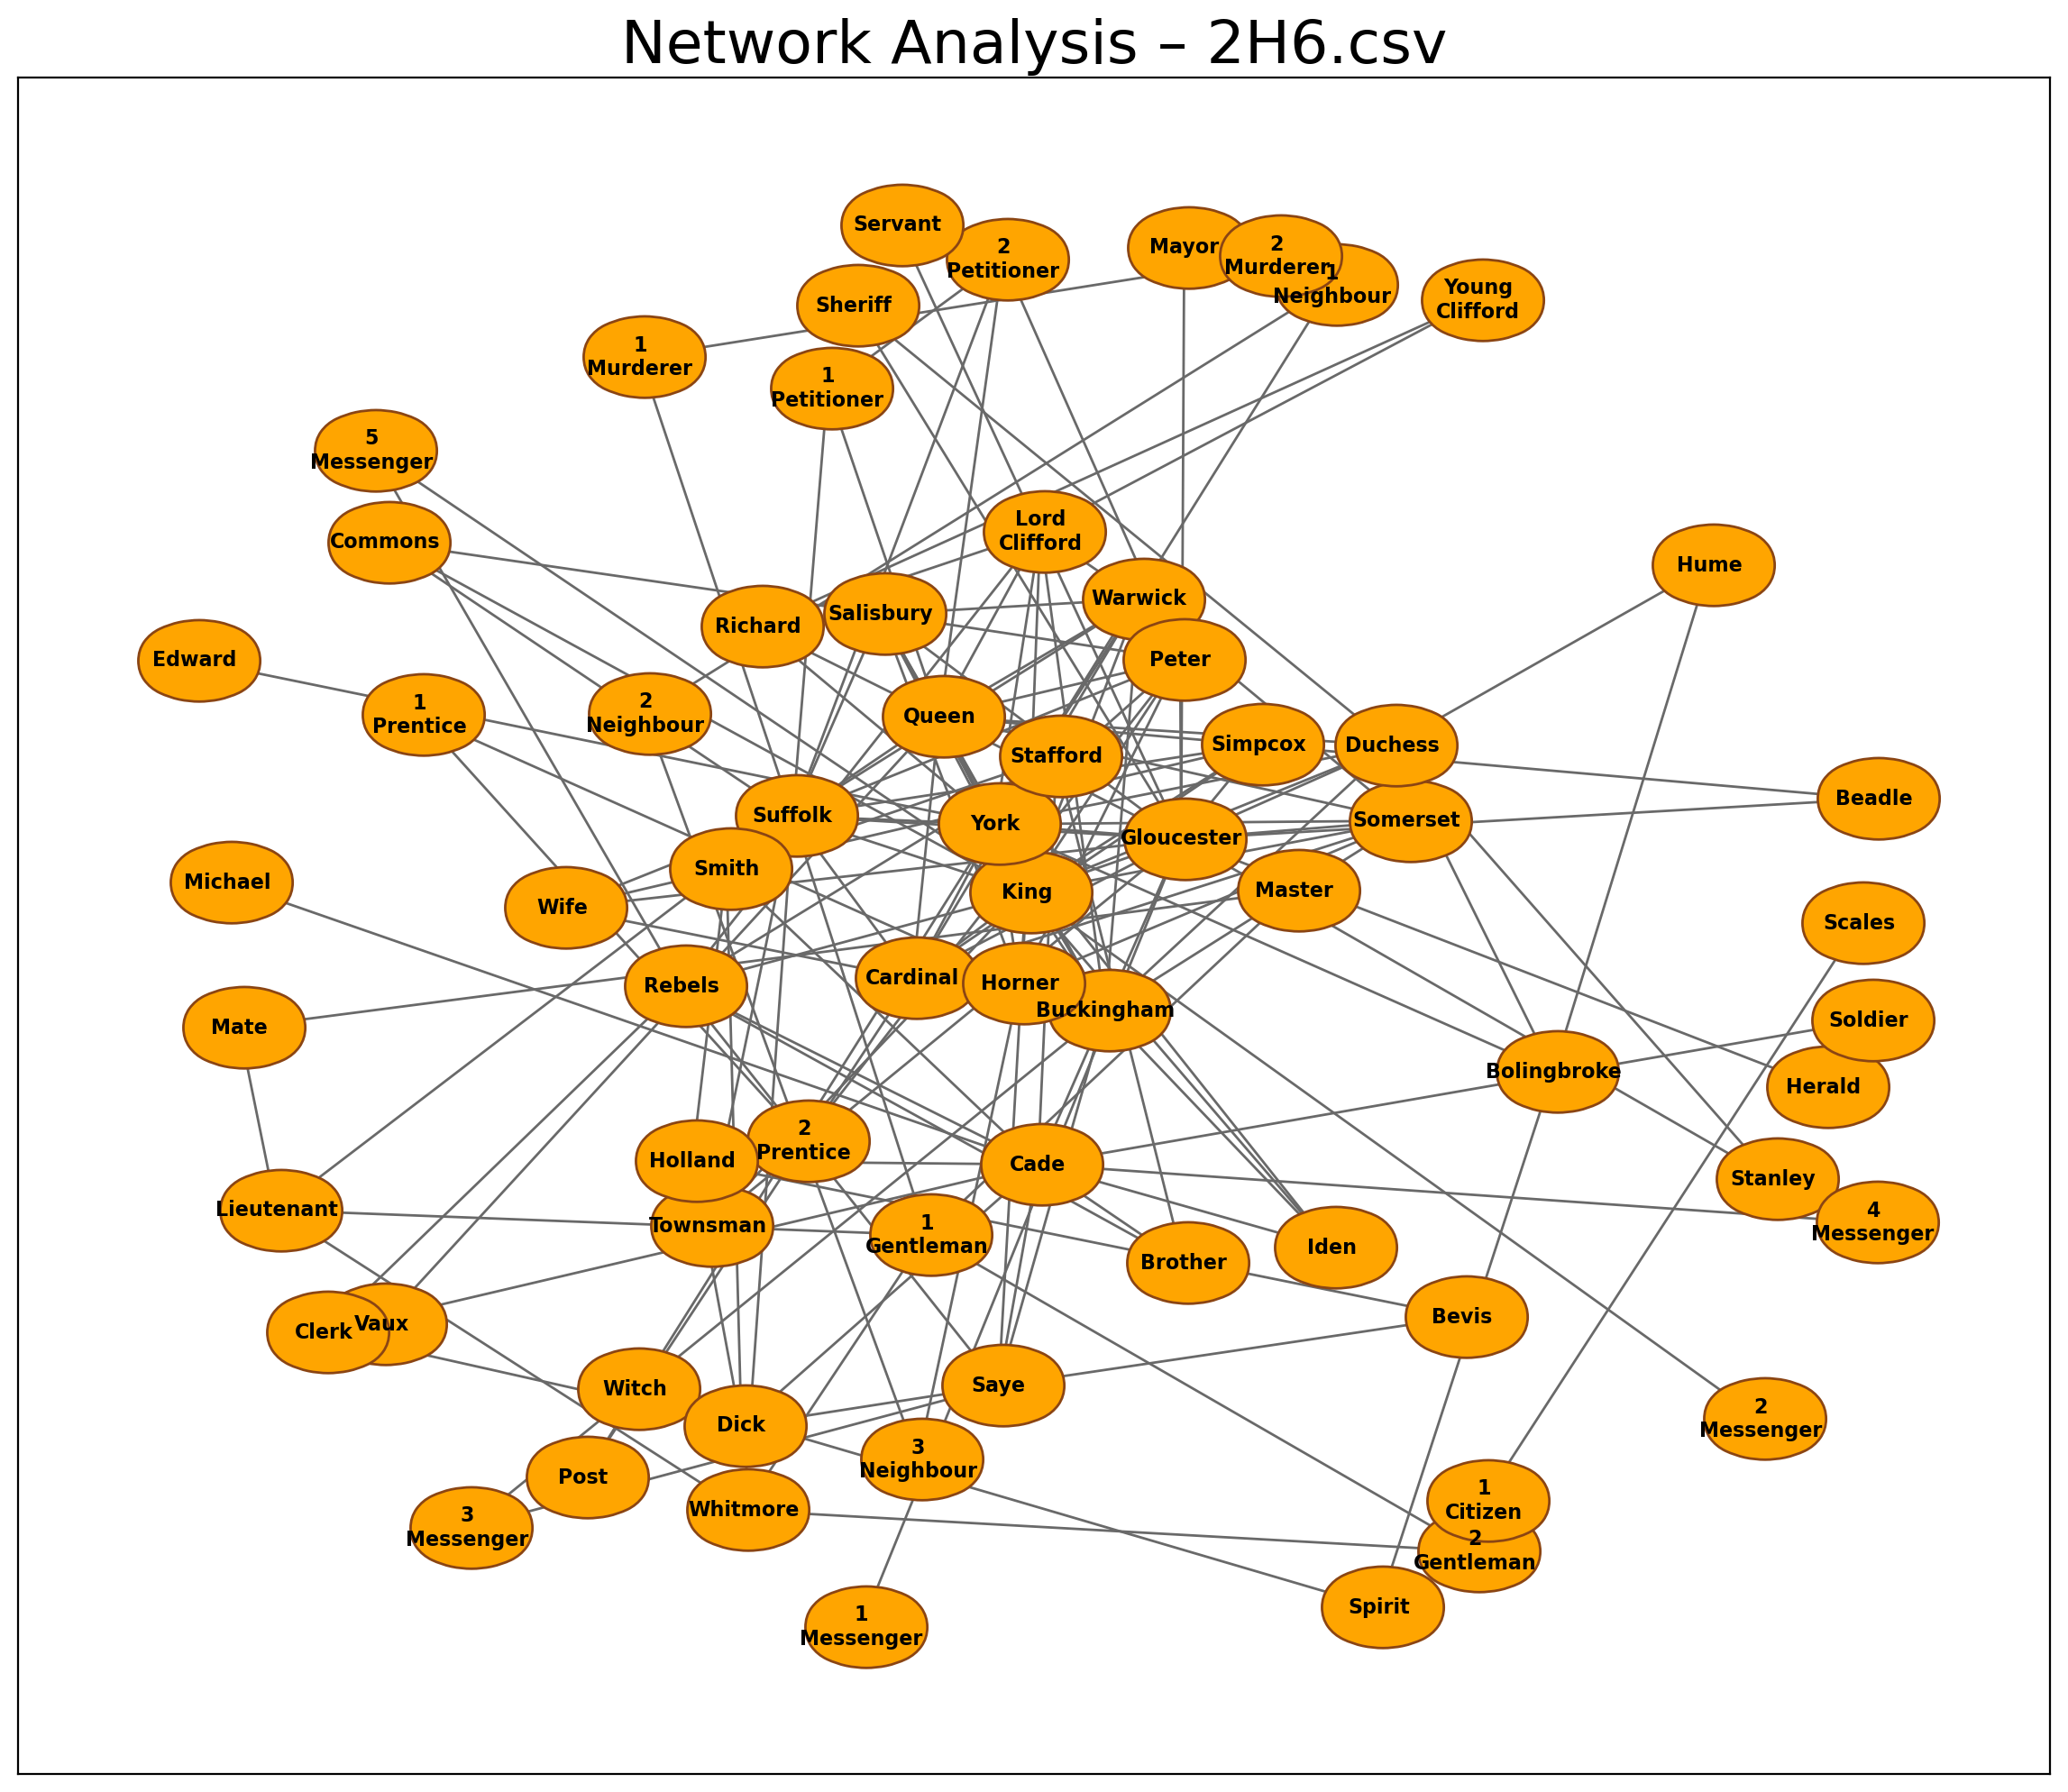 Network Analysis – 2H6.csv
Servant
2
Petitioner
Mayor
2
Murderer
1
Neighbour
Young
Clifford
Sheriff
1
Murderer
1
Petitioner
5
Messenger
Commons
Lord
Clifford
Hume
Warwick
Salisbury
Richard
Edward
Peter
1
Prentice
2
Neighbour
Queen
Stafford
Simpcox
Duchess
Beadle
Suffolk
York
Gloucester
Somerset
Smith
Michael
King
Master
Wife
Scales
Cardinal
Horner
Rebels
Buckingham
Mate
Soldier
Bolingbroke
Herald
2
Prentice
Holland
Cade
Stanley
Lieutenant
Townsman
1
Gentleman
4
Messenger
Brother
Iden
Bevis
Clerk
Vaux
Witch
Saye
Dick
2
Messenger
3
Neighbour
Post
1
Citizen
Whitmore
3
Messenger
2
Gentleman
Spirit
1
Messenger